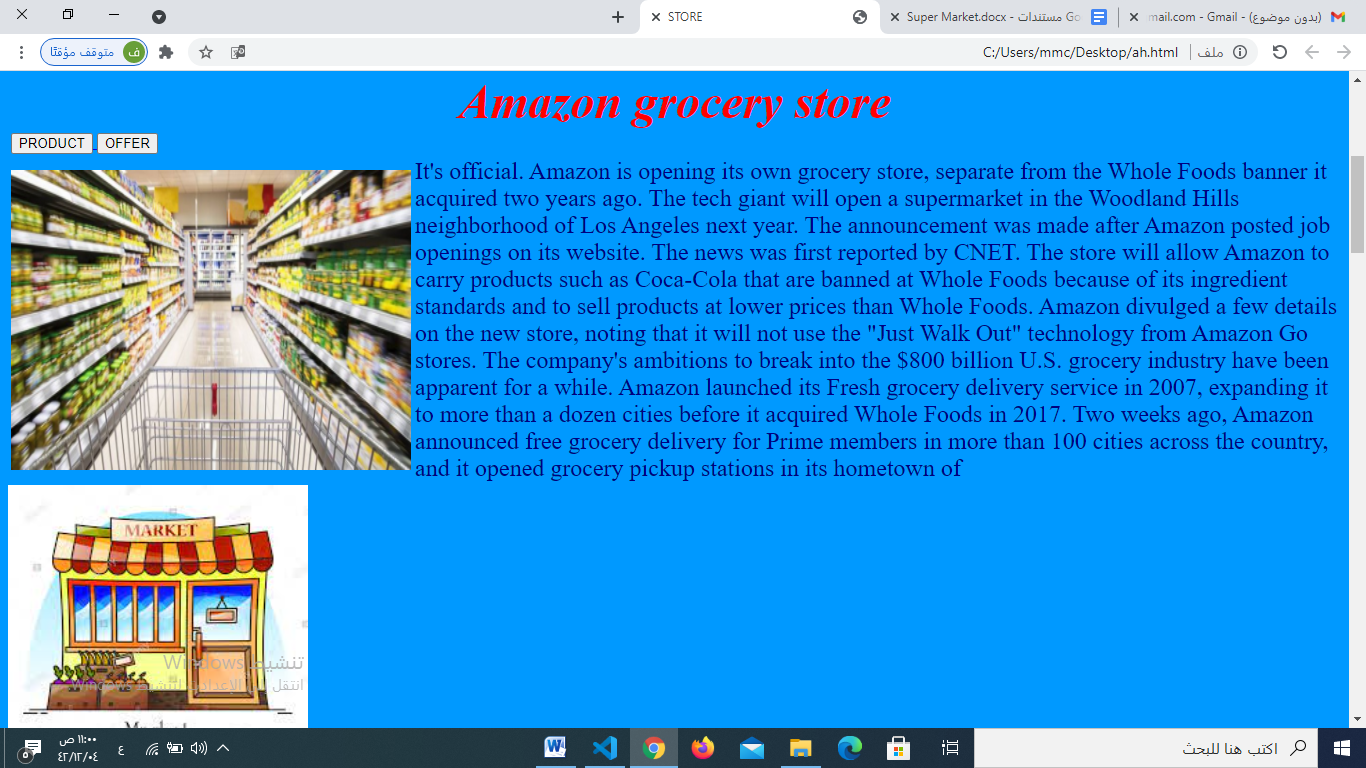 STORE
Super Market.docx - مستندات Go
mail.com - Gmail - (بدون موضوع)
متوقف مؤقتًا
ف
C:/Users/mmc/Desktop/ah.html
ملف
Amazon grocery store
PRODUCT OFFER
It's official. Amazon is opening its own grocery store, separate from the Whole Foods banner it
acquired two years ago. The tech giant will open a supermarket in the Woodland Hills
neighborhood of Los Angeles next year. The announcement was made after Amazon posted job
openings on its website. The news was first reported by CNET. The store will allow Amazon to
carry products such as Coca-Cola that are banned at Whole Foods because of its ingredient
standards and to sell products at lower prices than Whole Foods. Amazon divulged a few details
on the new store, noting that it will not use the "Just Walk Out" technology from Amazon Go
stores. The company's ambitions to break into the $800 billion U.S. grocery industry have been
apparent for a while. Amazon launched its Fresh grocery delivery service in 2007, expanding it
to more than a dozen cities before it acquired Whole Foods in 2017. Two weeks ago, Amazon
announced free grocery delivery for Prime members in more than 100 cities across the country,
and it opened grocery pickup stations in its hometown of
MARKET
تنشيط Windows
انتقل إلى الإعدادات لتنشيط Windows
Market
اكتب هنا للبحث
ع
١١:٠٠ ص
٤٢/١٢/٠٤
٥